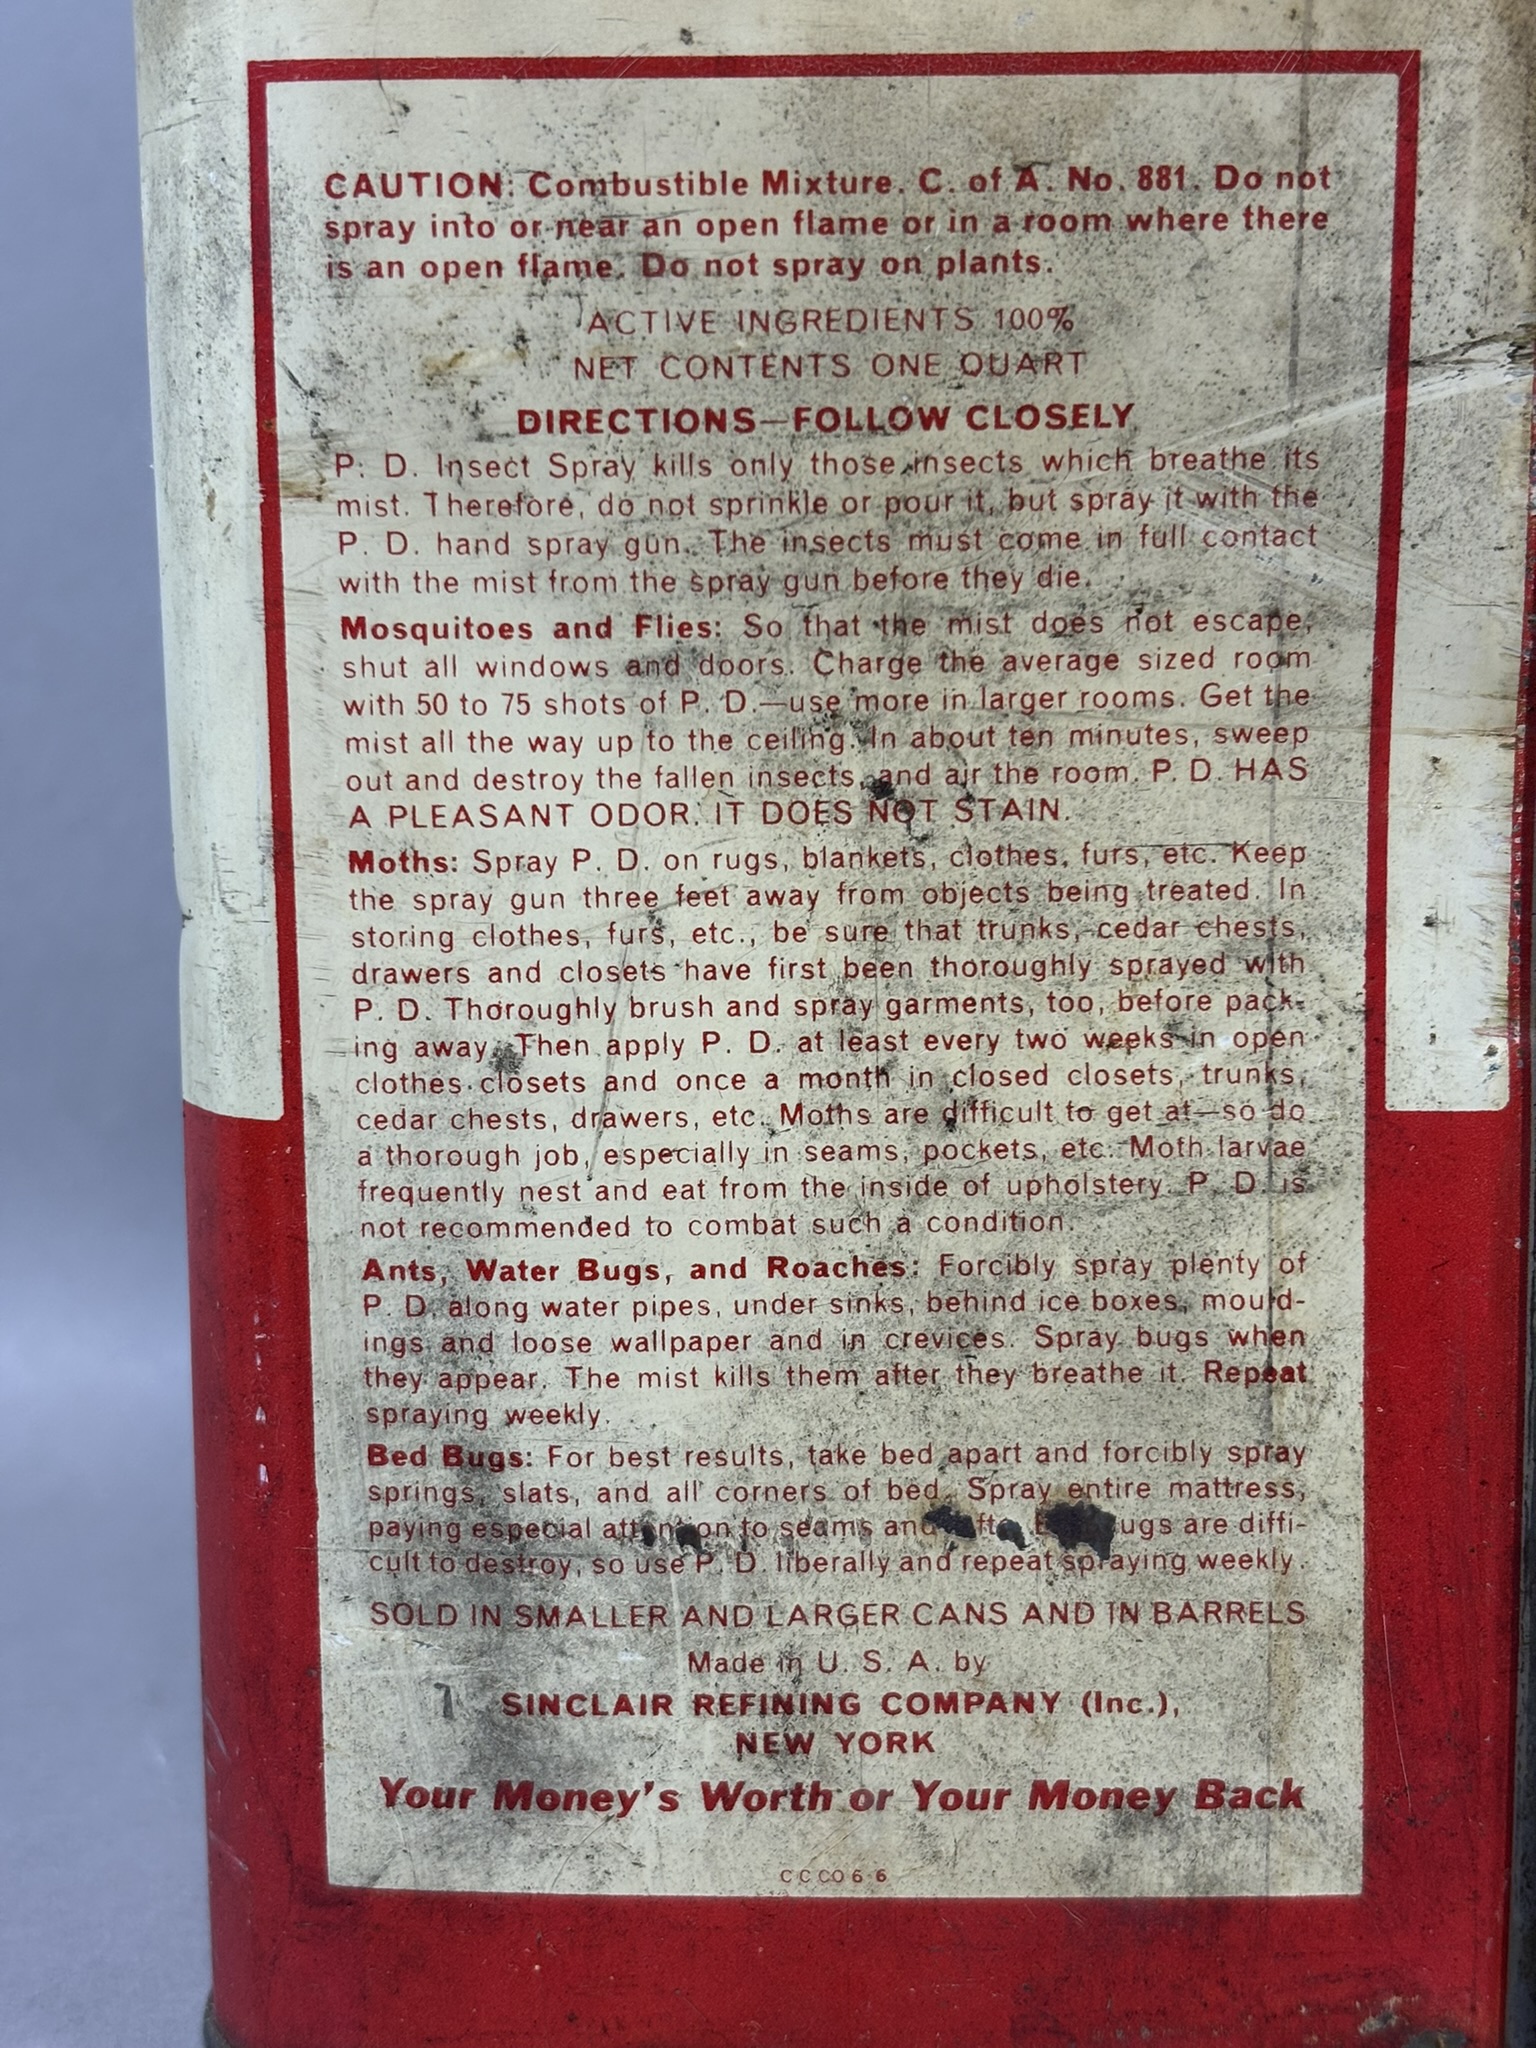 CAUTION: Combustible Mixture. C. of A. No. 881. Do not
spray into or near an open flame or in a room where there
is an open flame. Do not spray on plants.
ACTIVE INGREDIENTS 100%
NET CONTENTS ONE QUART
DIRECTIONS—FOLLOW CLOSELY
P. D. Insect Spray kills only those insects which breathe its
mist. Therefore, do not sprinkle or pour it, but spray it with the
P. D. hand spray gun. The insects must come in full contact
with the mist from the spray gun before they die.
Mosquitoes and Flies: So that the mist does not escape,
shut all windows and doors. Charge the average sized room
with 50 to 75 shots of P. D.—use more in larger rooms. Get the
mist all the way up to the ceiling. In about ten minutes, sweep
out and destroy the fallen insects, and air the room. P. D. HAS
A PLEASANT ODOR. IT DOES NOT STAIN.
Moths: Spray P. D. on rugs, blankets, clothes, furs, etc. Keep
the spray gun three feet away from objects being treated. In
storing clothes, furs, etc., be sure that trunks, cedar chests,
drawers and closets have first been thoroughly sprayed with
P. D. Thoroughly brush and spray garments, too, before pack-
ing away. Then apply P. D. at least every two weeks in open
clothes closets and once a month in closed closets, trunks,
cedar chests, drawers, etc. Moths are difficult to get at—so do
a thorough job, especially in seams, pockets, etc. Moth larvae
frequently nest and eat from the inside of upholstery. P. D. is
not recommended to combat such a condition.
Ants, Water Bugs, and Roaches: Forcibly spray plenty of
P. D. along water pipes, under sinks, behind ice boxes, mould-
ings and loose wallpaper and in crevices. Spray bugs when
they appear. The mist kills them after they breathe it. Repeat
spraying weekly.
Bed Bugs: For best results, take bed apart and forcibly spray
springs, slats, and all corners of bed. Spray entire mattress,
paying especial attention to seams and are diffi-
cult to destroy, so use P. D. liberally and repeat spraying weekly.
SOLD IN SMALLER AND LARGER CANS AND IN BARRELS
Made in U. S. A. by
SINCLAIR REFINING COMPANY (Inc.),
NEW YORK
Your Money's Worth or Your Money Back
C C CO 6-6